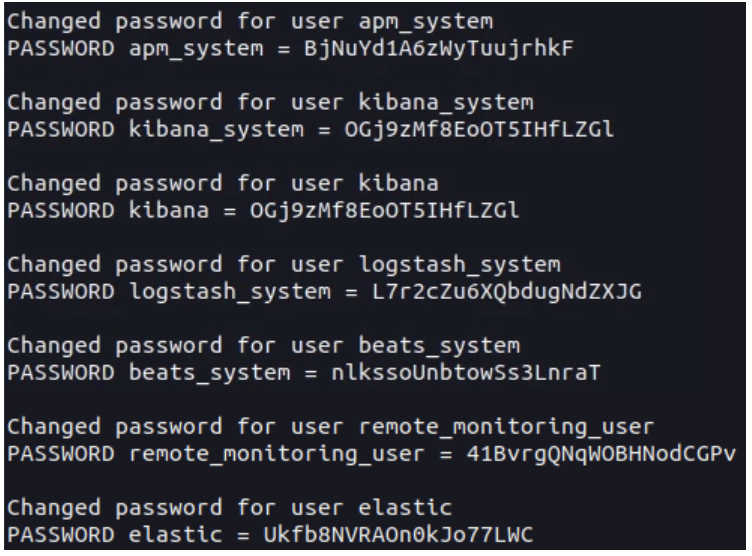 Changed password for user apm_system
PASSWORD apm_system = BjNuYd1A6zWyTuujrhkF
Changed password for user kibana_system
PASSWORD kibana_system = OGj9zMf8EoOT5IHfLZGl
Changed password for user kibana
PASSWORD kibana = OGj9zMf8EoOT5IHfLZGl
Changed password for user logstash_system
PASSWORD logstash_system = L7r2cZu6XQbdugNdZXJG
Changed password for user beats_system
PASSWORD beats_system = nlkssoUnbtowSs3LnraT
Changed password for user remote_monitoring_user
PASSWORD remote_monitoring_user = 41BvrgQNqWOBHNodCGPv
Changed password for user elastic
PASSWORD elastic = Ukfb8NVRAOn0kJo77LWC